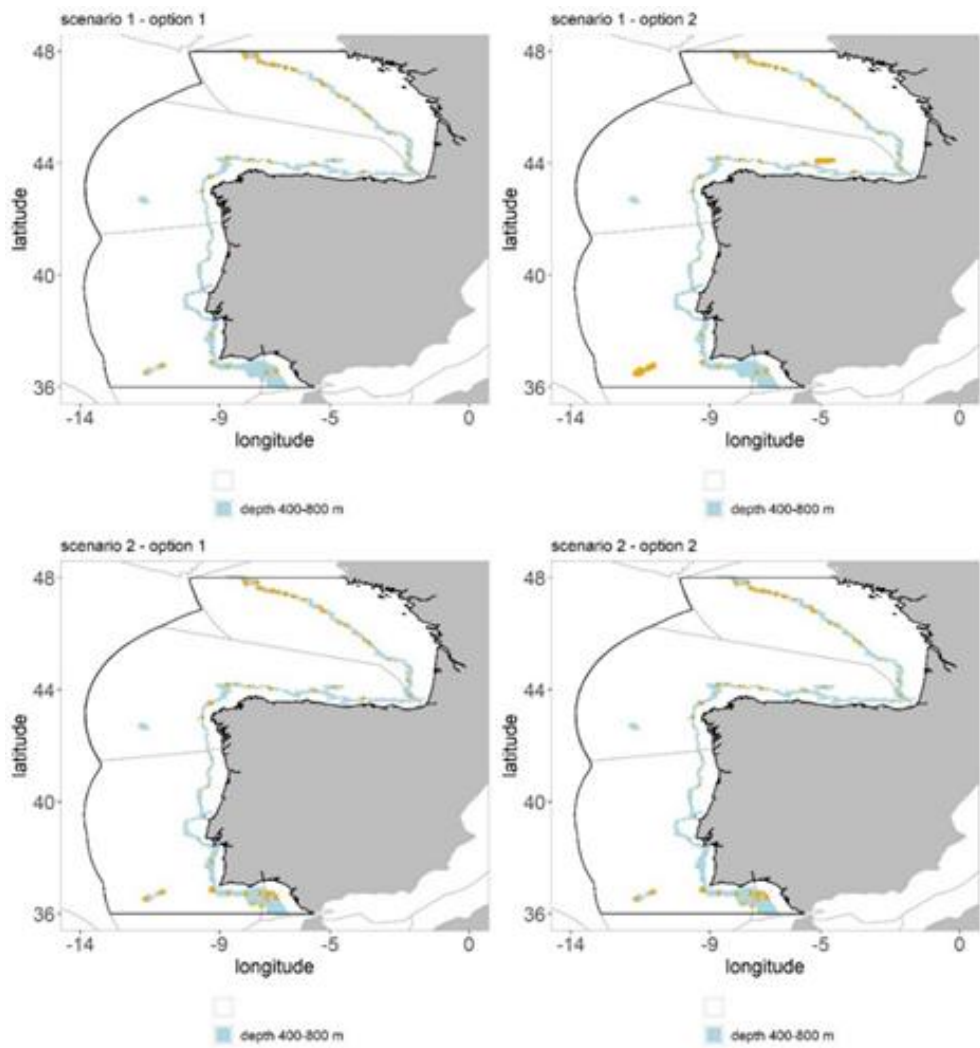 scenario 1 - option 1
scenario 1 - option 2
48
44
40
36
latitude
-14
-9
-5
0
longitude
depth 400-800 m
48
44
40
36
latitude
-14
-9
-5
0
longitude
depth 400-800 m
scenario 2 - option 1
scenario 2 - option 2
48
44
40
36
latitude
-14
-9
-5
0
longitude
depth 400-800 m
48
44
40
36
latitude
-14
-9
-5
0
longitude
depth 400-800 m